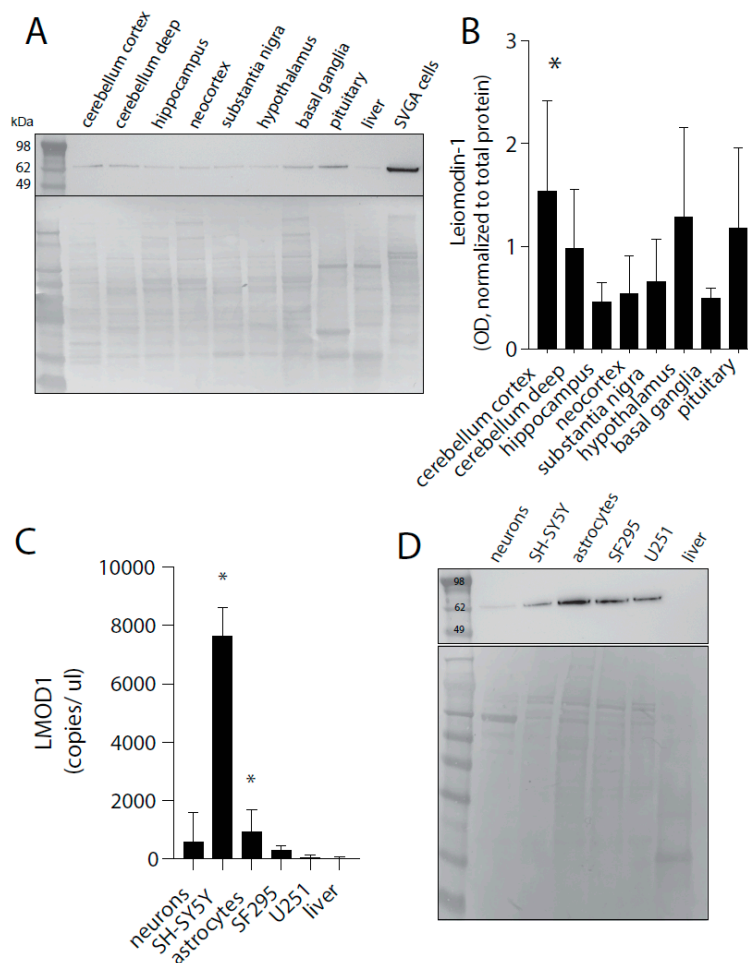 A
cerebellum cortex
cerebellum deep
hippocampus
neocortex
substantia nigra
hypothalamus
basal ganglia
pituitary
liver
SVGA cells
kDa
98
62
49
B
Leiomodin-1
(OD, normalized to total protein)
3
2
1
0
*
cerebellum cortex
cerebellum deep
hippocampus
neocortex
substantia nigra
hypothalamus
basal ganglia
pituitary
C
LMOD1
(copies/ ul)
10000
8000
6000
4000
2000
0
*
*
neurons
SH-SY5Y
astrocytes
SF295
U251
liver
D
neurons
SH-SY5Y
astrocytes
SF295
U251
liver
98
62
49